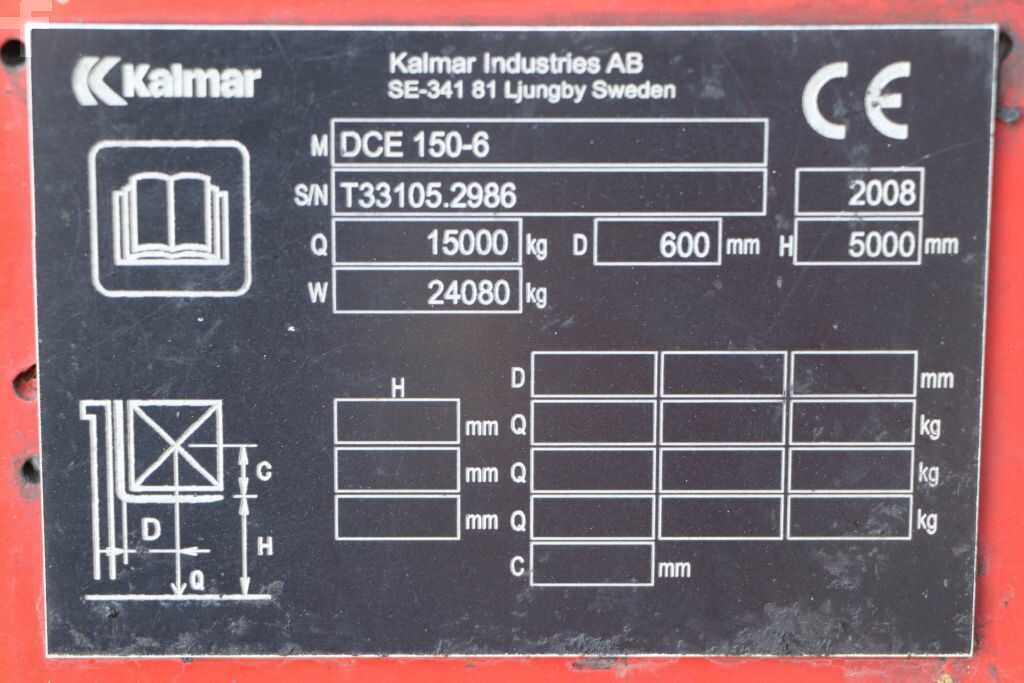 Kalmar
Kalmar Industries AB
SE-341 81 Ljungby Sweden
CE
M DCE 150-6
S/N T33105.2986 2008
Q 15000 kg D 600 mm H 5000 mm
W 24080 kg
H D mm
mm Q kg
mm Q kg
mm Q kg
C mm
C
D
H
Q